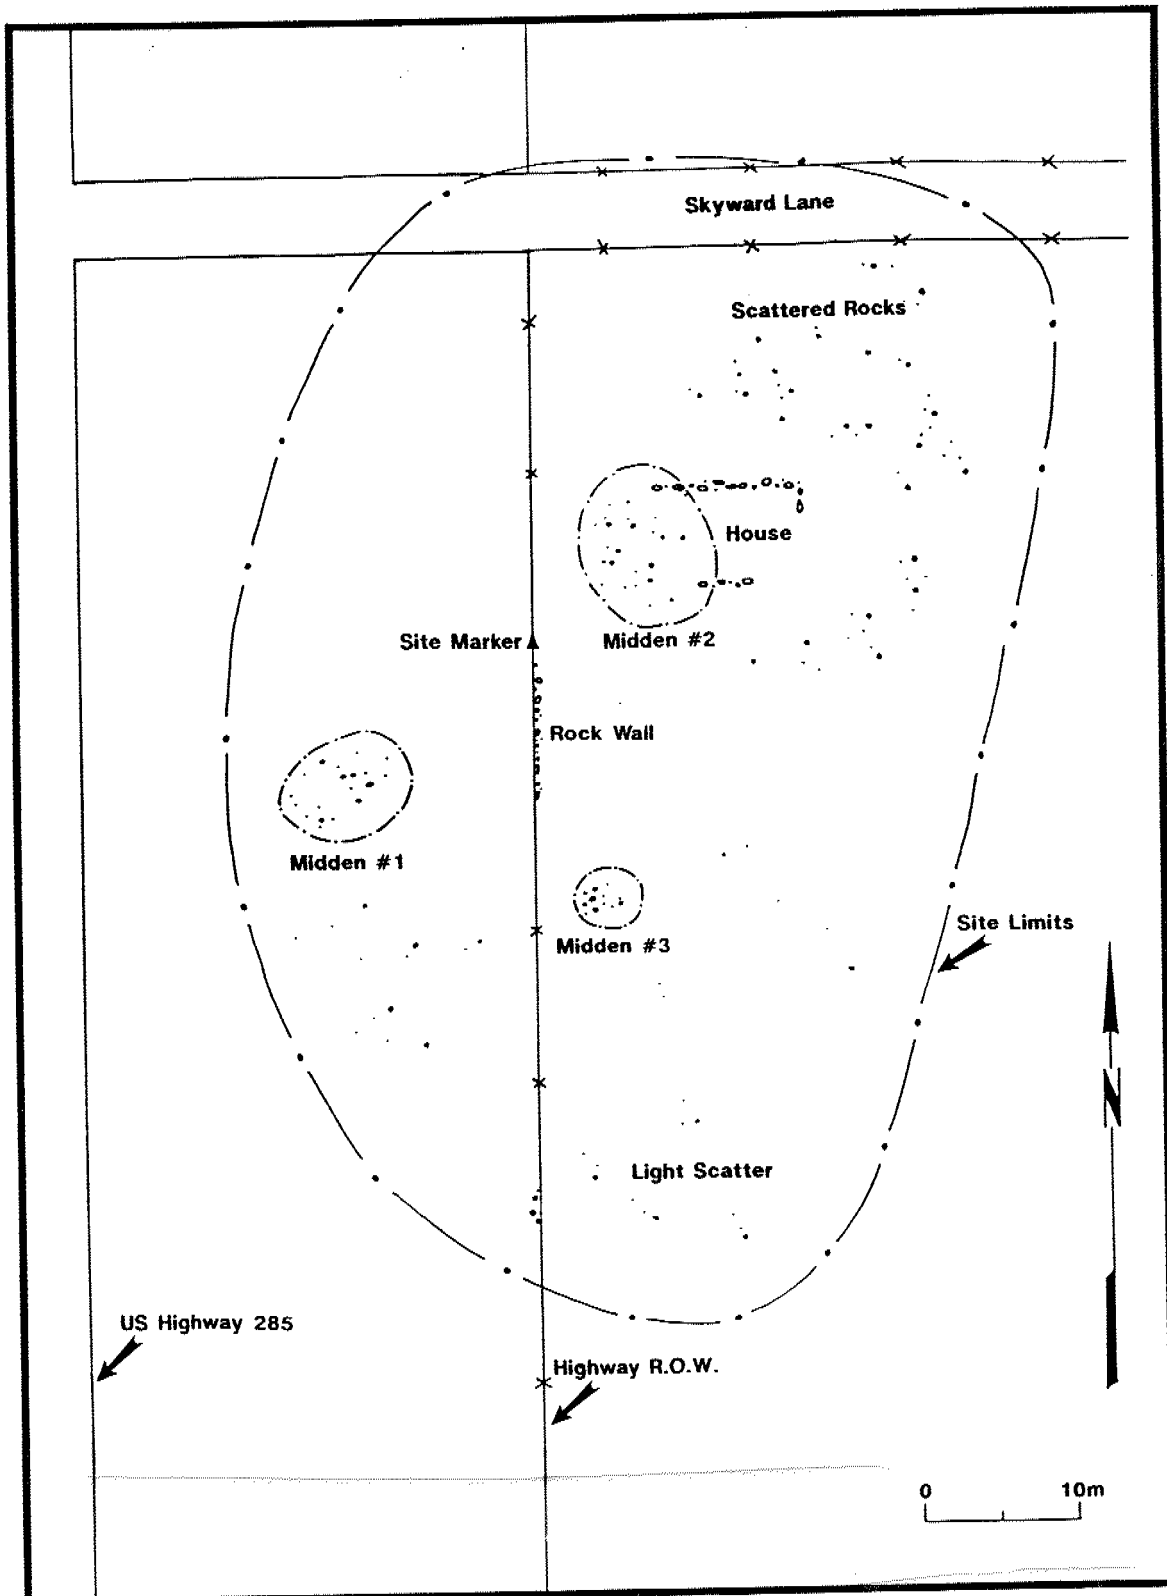 Skyward Lane
Scattered Rocks
House
Site Marker
Midden #2
Rock Wall
Midden #1
Midden #3
Site Limits
N
Light Scatter
US Highway 285
Highway R.O.W.
0 10m